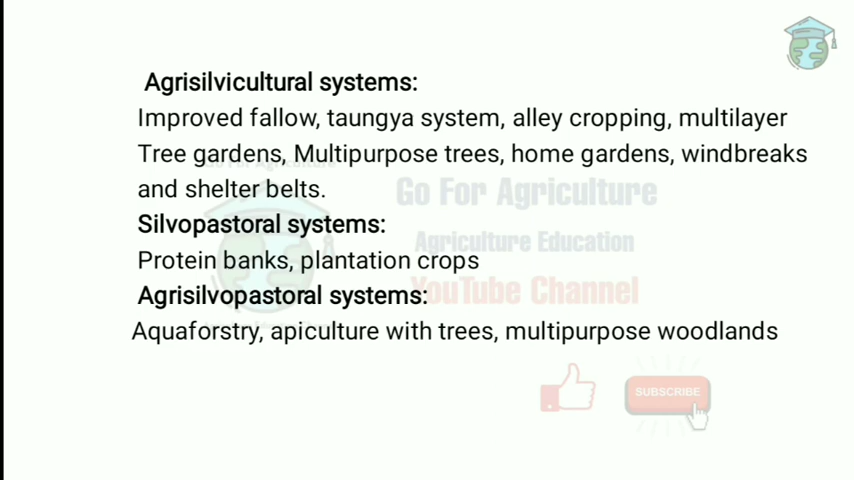 Agrisilvicultural systems:
Improved fallow, taungya system, alley cropping, multilayer
Tree gardens, Multipurpose trees, home gardens, windbreaks
and shelter belts.
Go For Agriculture
Silvopastoral systems:
Agriculture Education
Protein banks, plantation crops
YouTube Channel
Agrisilvopastoral systems:
Aquaforstry, apiculture with trees, multipurpose woodlands
SUBSCRIBE